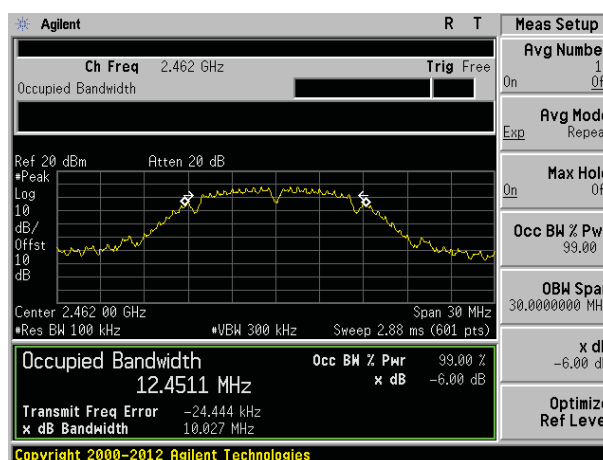 Agilent R T
Ch Freq 2.462 GHz Trig Free
Occupied Bandwidth
Ref 20 dBm Atten 20 dB
#Peak
Log
10
dB/
Offst
10
dB
Center 2.462 00 GHz Span 30 MHz
#Res BW 100 kHz #VBW 300 kHz Sweep 2.88 ms (601 pts)
Occupied Bandwidth Occ BW % Pwr 99.00 %
12.4511 MHz x dB -6.00 dB
Transmit Freq Error -24.444 kHz
x dB Bandwidth 10.027 MHz
Copyright 2000-2012 Agilent Technologies
Meas Setup
Avg Numbe
1
On Of
Avg Mod
Exp Repea
Max Hol
On Of
Occ BW % Pw
99.00
OBW Spa
30.0000000 MH
x d
-6.00 d
Optimiz
Ref Leve